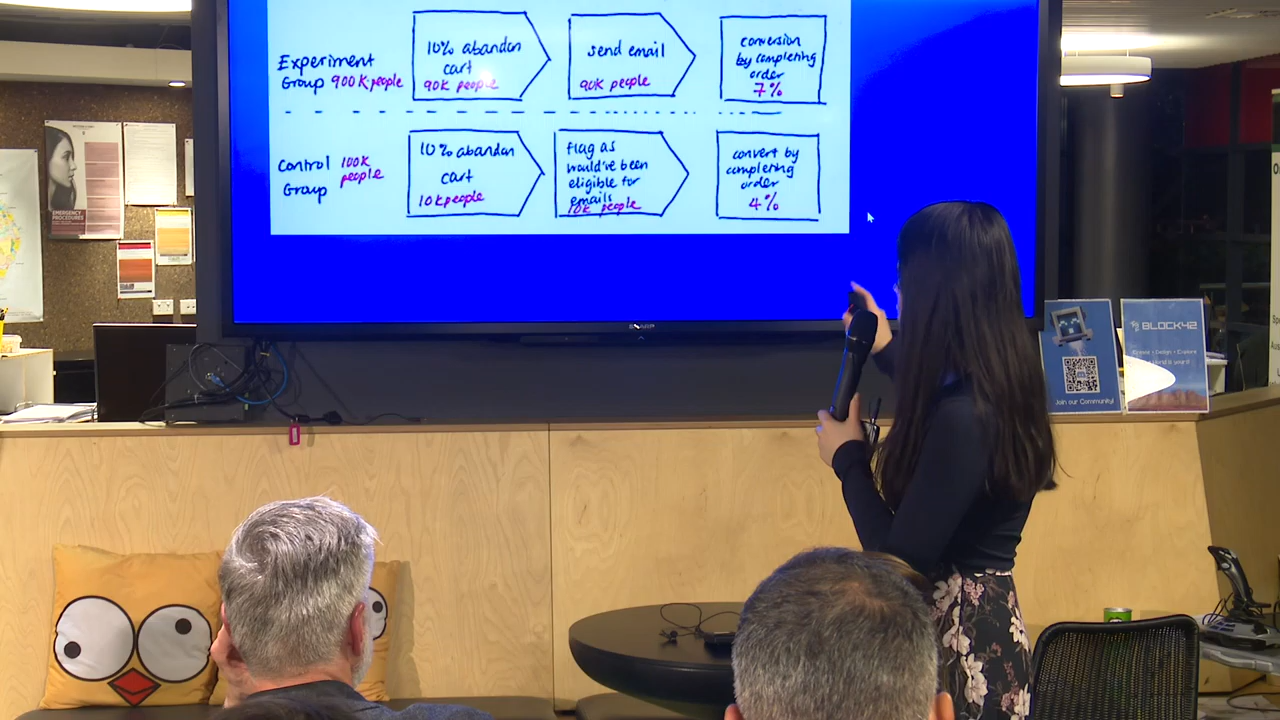 Experiment
Group 900K people
10% abandon
cart
90K people
send email
90K people
conversion
by completing
order
7%
Control
Group
100K
people
10% abandon
cart
10K people
flag as
would've been
eligible for
emails
10K people
convert by
completing
order
4%
SHARP
EMERGENCY
PROCEDURES
BLOCK42
Join our Community!